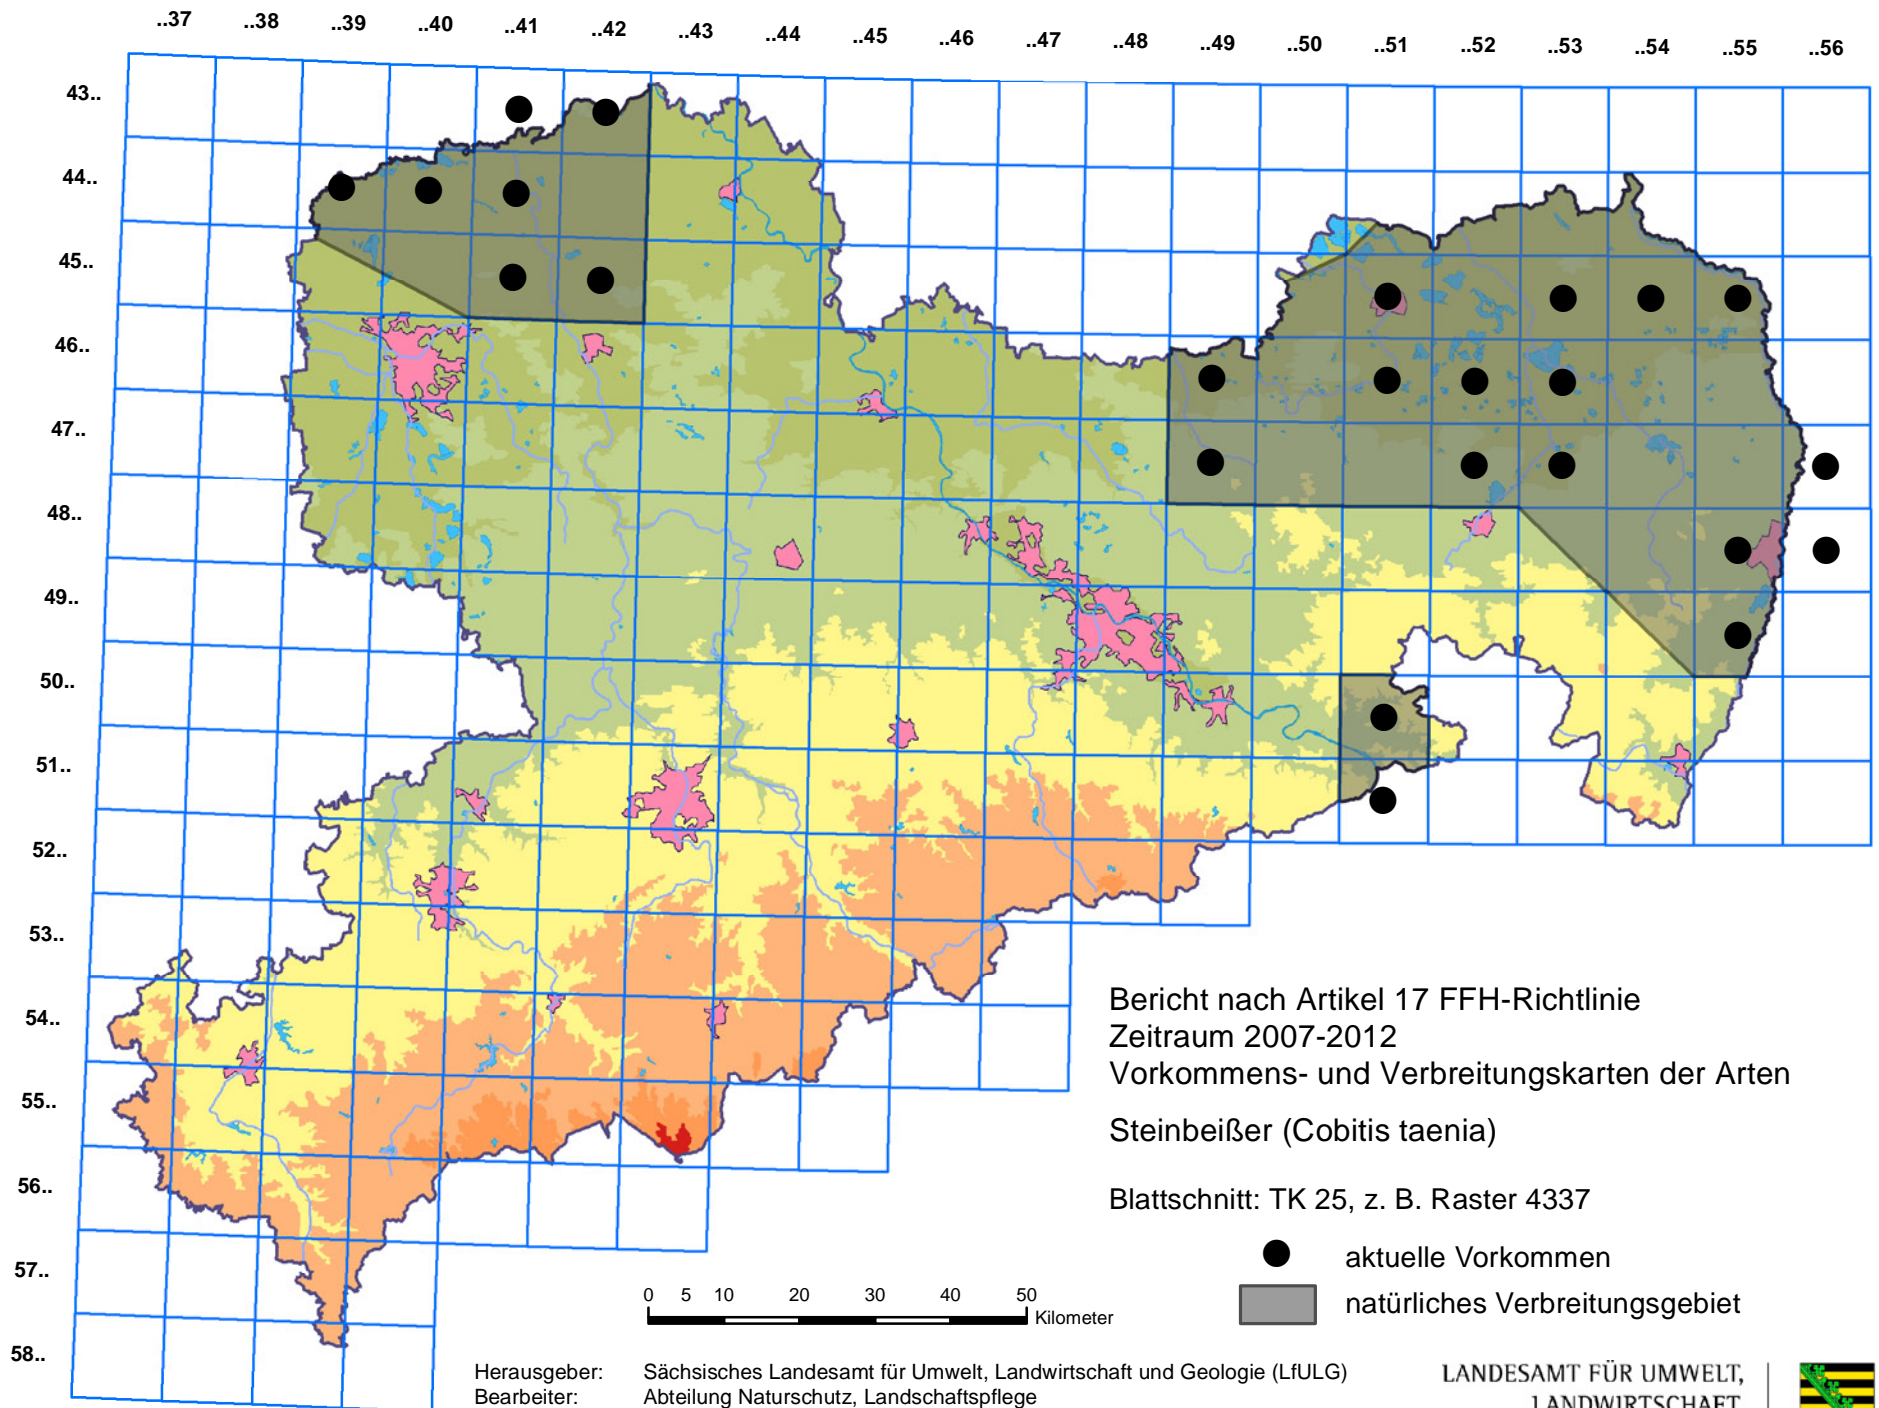 ..37 ..38 ..39 ..40 ..41 ..42 ..43 ..44 ..45 ..46 ..47 ..48 ..49 ..50 ..51 ..52 ..53 ..54 ..55 ..56
43..
44..
45..
46..
47..
48..
49..
50..
51..
52..
53..
54..
55..
56..
57..
58..
Bericht nach Artikel 17 FFH-Richtlinie
Zeitraum 2007-2012
Vorkommens- und Verbreitungskarten der Arten
Steinbeißer (Cobitis taenia)
Blattschnitt: TK 25, z. B. Raster 4337
aktuelle Vorkommen
natürliches Verbreitungsgebiet
0 5 10 20 30 40 50
Kilometer
Herausgeber: Sächsisches Landesamt für Umwelt, Landwirtschaft und Geologie (LfULG)
Bearbeiter: Abteilung Naturschutz, Landschaftspflege
LANDESAMT FÜR UMWELT,
LANDWIRTSCHAFT